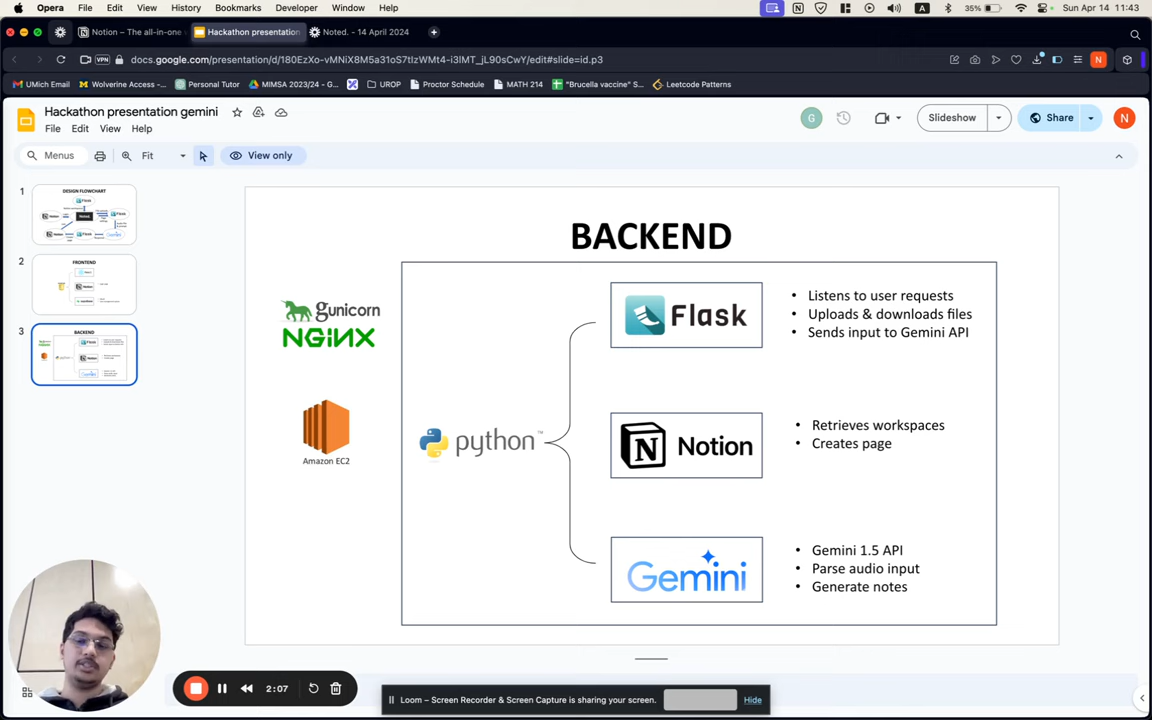 Opera File Edit View History Bookmarks Developer Window Help
35% Sun Apr 14 11:43
Notion – The all-in-one
Hackathon presentation
Noted. - 14 April 2024
VPN
docs.google.com/presentation/d/180EzXo-vMNiX8M5a31oS7tIzWMt4-i3lMT_jL90sCwY/edit#slide=id.p3
UMich Email
Wolverine Access -...
Personal Tutor
MIMSA 2023/24 – G...
UROP
Proctor Schedule
MATH 214
"Brucella vaccine" S...
Leetcode Patterns
Hackathon presentation gemini
File Edit View Help
G
Slideshow
Share
N
Menus
Fit
View only
1
DESIGN FLOWCHART
2
FRONTEND
3
BACKEND
BACKEND
gunicorn
NGINX
Amazon EC2
python™
Flask
• Listens to user requests
• Uploads & downloads files
• Sends input to Gemini API
Notion
• Retrieves workspaces
• Creates page
Gemini
• Gemini 1.5 API
• Parse audio input
• Generate notes
2:07
Loom – Screen Recorder & Screen Capture is sharing your screen.
Hide